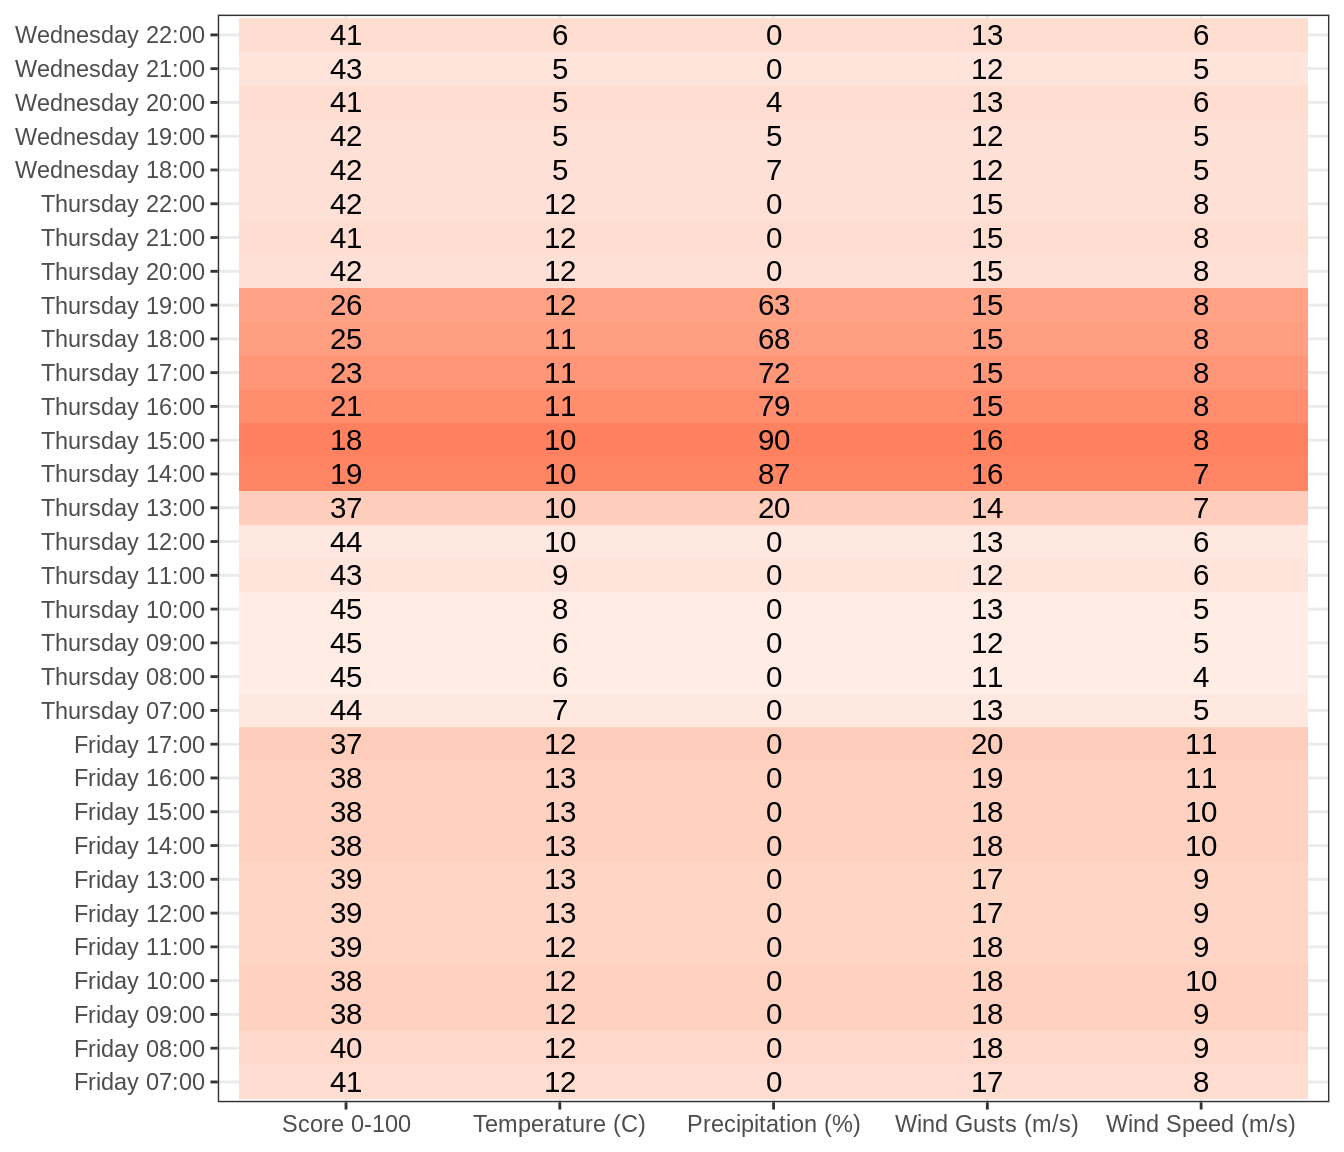 Wednesday 22:00 41 6 0 13 6
Wednesday 21:00 43 5 0 12 5
Wednesday 20:00 41 5 4 13 6
Wednesday 19:00 42 5 5 12 5
Wednesday 18:00 42 5 7 12 5
Thursday 22:00 42 12 0 15 8
Thursday 21:00 41 12 0 15 8
Thursday 20:00 42 12 0 15 8
Thursday 19:00 26 12 63 15 8
Thursday 18:00 25 11 68 15 8
Thursday 17:00 23 11 72 15 8
Thursday 16:00 21 11 79 15 8
Thursday 15:00 18 10 90 16 8
Thursday 14:00 19 10 87 16 7
Thursday 13:00 37 10 20 14 7
Thursday 12:00 44 10 0 13 6
Thursday 11:00 43 9 0 12 6
Thursday 10:00 45 8 0 13 5
Thursday 09:00 45 6 0 12 5
Thursday 08:00 45 6 0 11 4
Thursday 07:00 44 7 0 13 5
Friday 17:00 37 12 0 20 11
Friday 16:00 38 13 0 19 11
Friday 15:00 38 13 0 18 10
Friday 14:00 38 13 0 18 10
Friday 13:00 39 13 0 17 9
Friday 12:00 39 13 0 17 9
Friday 11:00 39 12 0 18 9
Friday 10:00 38 12 0 18 10
Friday 09:00 38 12 0 18 9
Friday 08:00 40 12 0 18 9
Friday 07:00 41 12 0 17 8
Score 0-100 Temperature (C) Precipitation (%) Wind Gusts (m/s) Wind Speed (m/s)